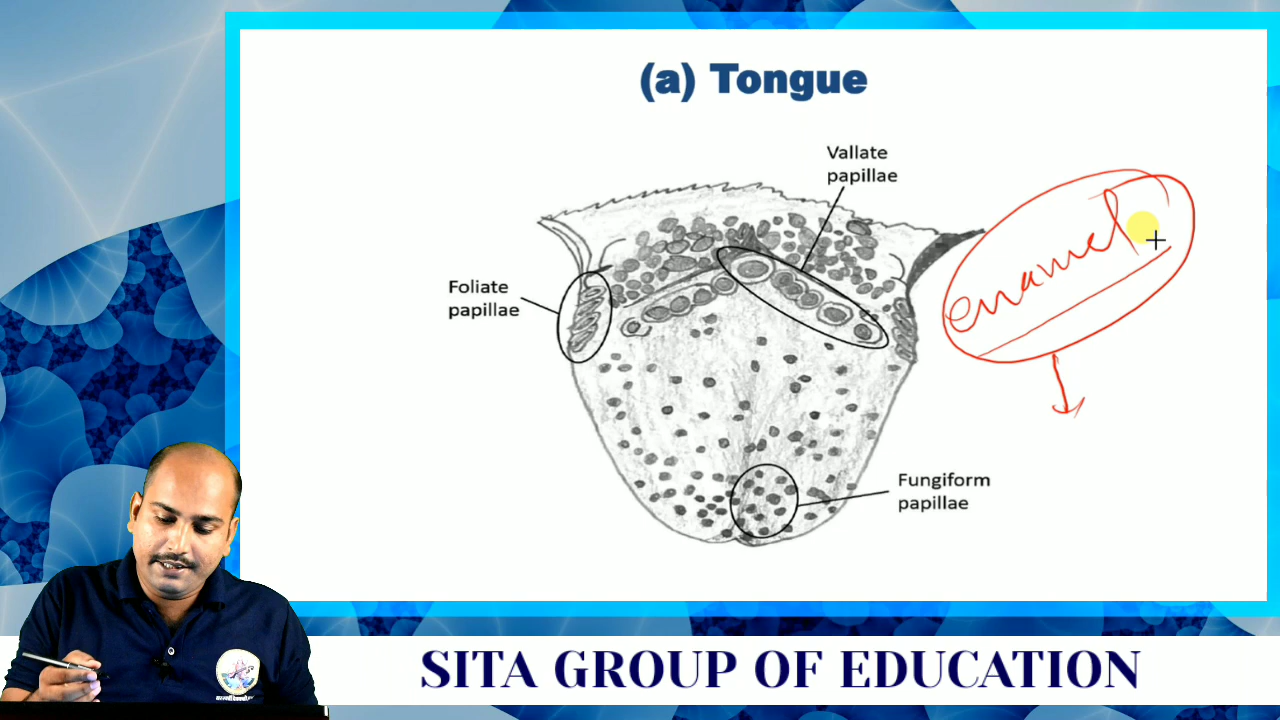 (a) Tongue
Vallate
papillae
Foliate
papillae
enamel
Fungiform
papillae
SITA GROUP OF EDUCATION